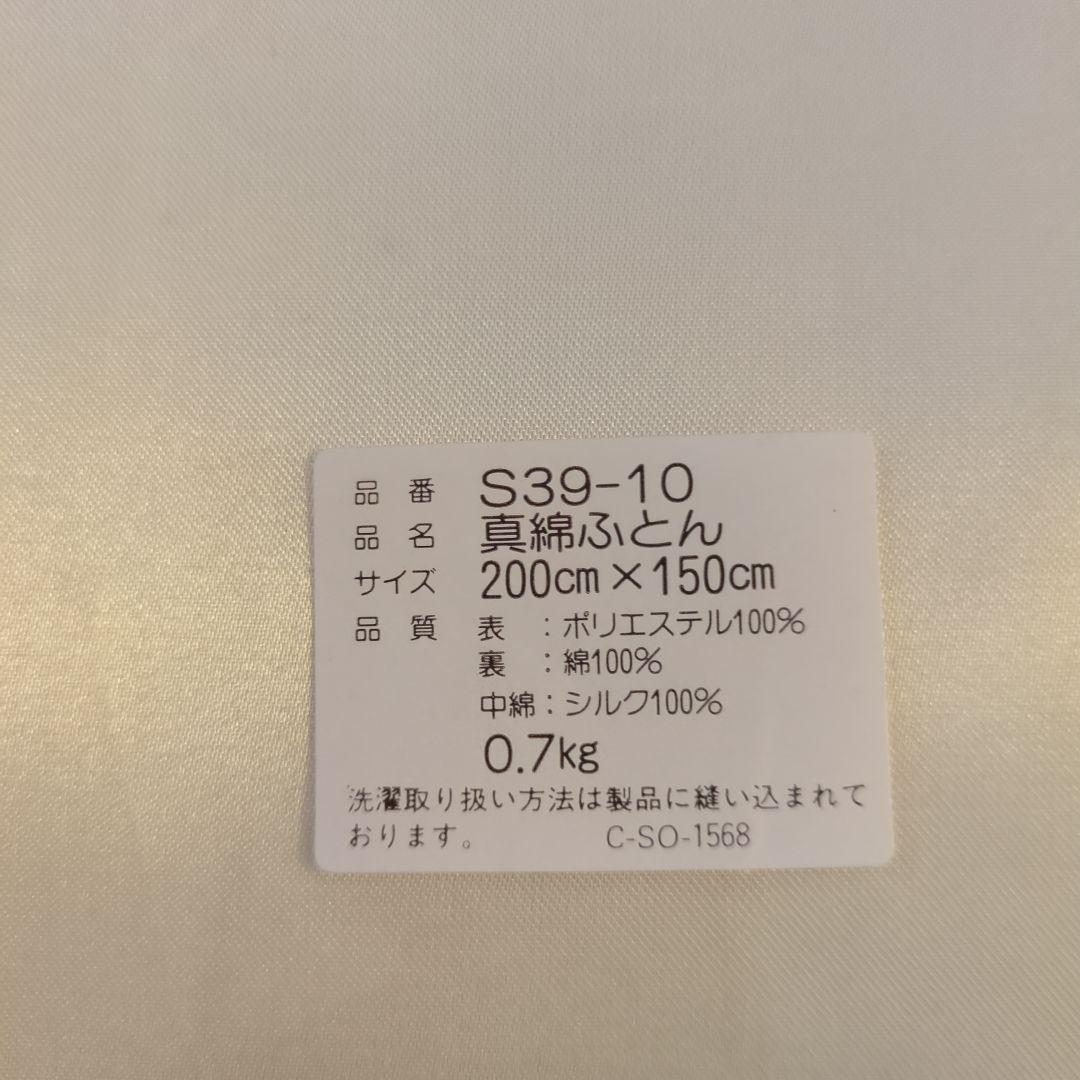 品番 S39-10
品名 真綿ふとん
サイズ 200cm×150cm
品質 表 : ポリエステル100%
裏 : 綿100%
中綿 : シルク100%
0.7kg
洗濯取り扱い方法は製品に縫い込まれて
おります。 C-SO-1568